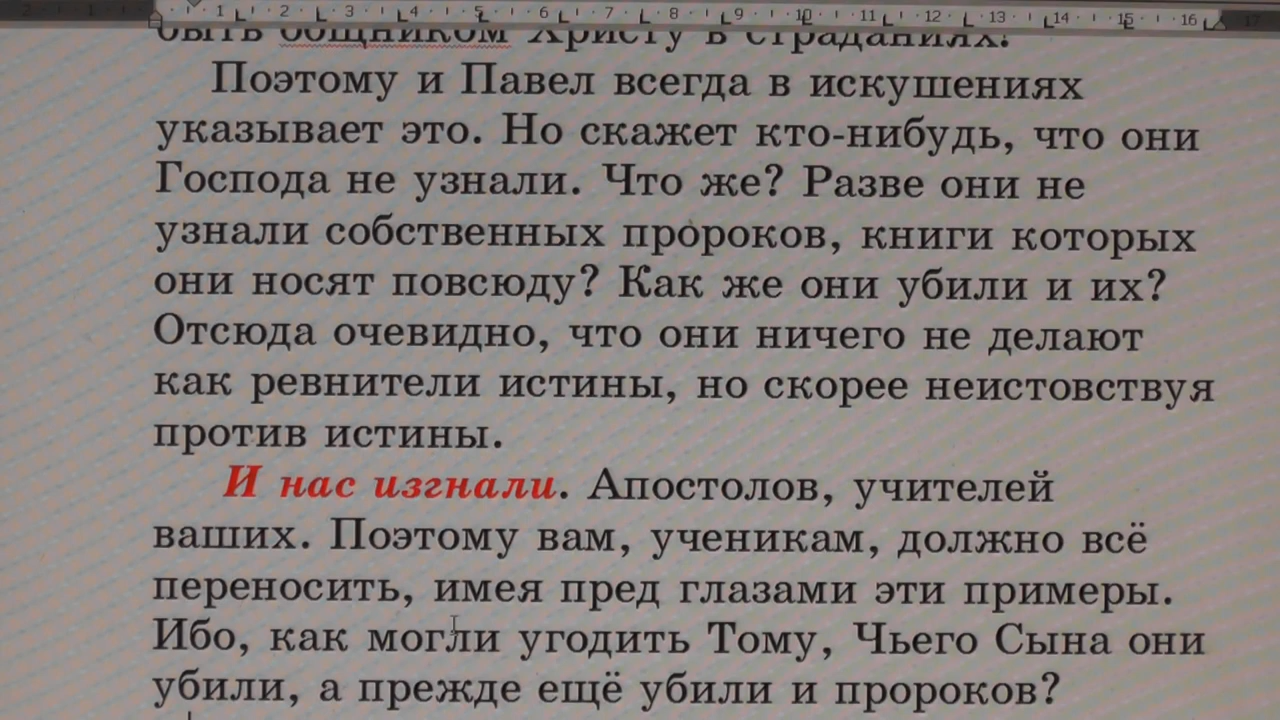 быть общником Христу в страданиях!
Поэтому и Павел всегда в искушениях
указывает это. Но скажет кто-нибудь, что они
Господа не узнали. Что же? Разве они не
узнали собственных пророков, книги которых
они носят повсюду? Как же они убили и их?
Отсюда очевидно, что они ничего не делают
как ревнители истины, но скорее неистовствуя
против истины.
И нас изгнали. Апостолов, учителей
ваших. Поэтому вам, ученикам, должно всё
переносить, имея пред глазами эти примеры.
Ибо, как могли угодить Тому, Чьего Сына они
убили, а прежде ещё убили и пророков?